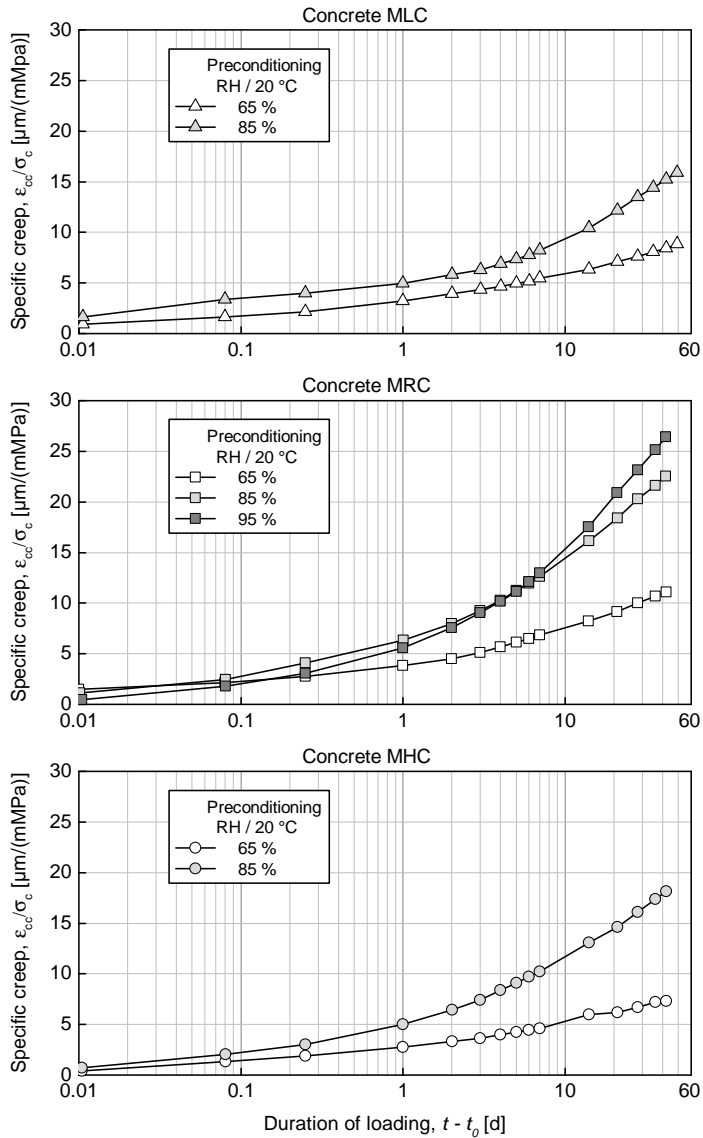 Concrete MLC
30
25
20
15
10
5
0
Specific creep, εcc/σc [µm/(mMpa)]
Preconditioning
RH / 20 °C
65 %
85 %
0.01 0.1 1 10 60
Concrete MRC
30
25
20
15
10
5
0
Specific creep, εcc/σc [µm/(mMPa)]
Preconditioning
RH / 20 °C
65 %
85 %
95 %
0.01 0.1 1 10 60
Concrete MHC
30
25
20
15
10
5
0
Specific creep, εcc/σc [µm/(mMPa)]
Preconditioning
RH / 20 °C
65 %
85 %
0.01 0.1 1 10 60
Duration of loading, t - t0 [d]